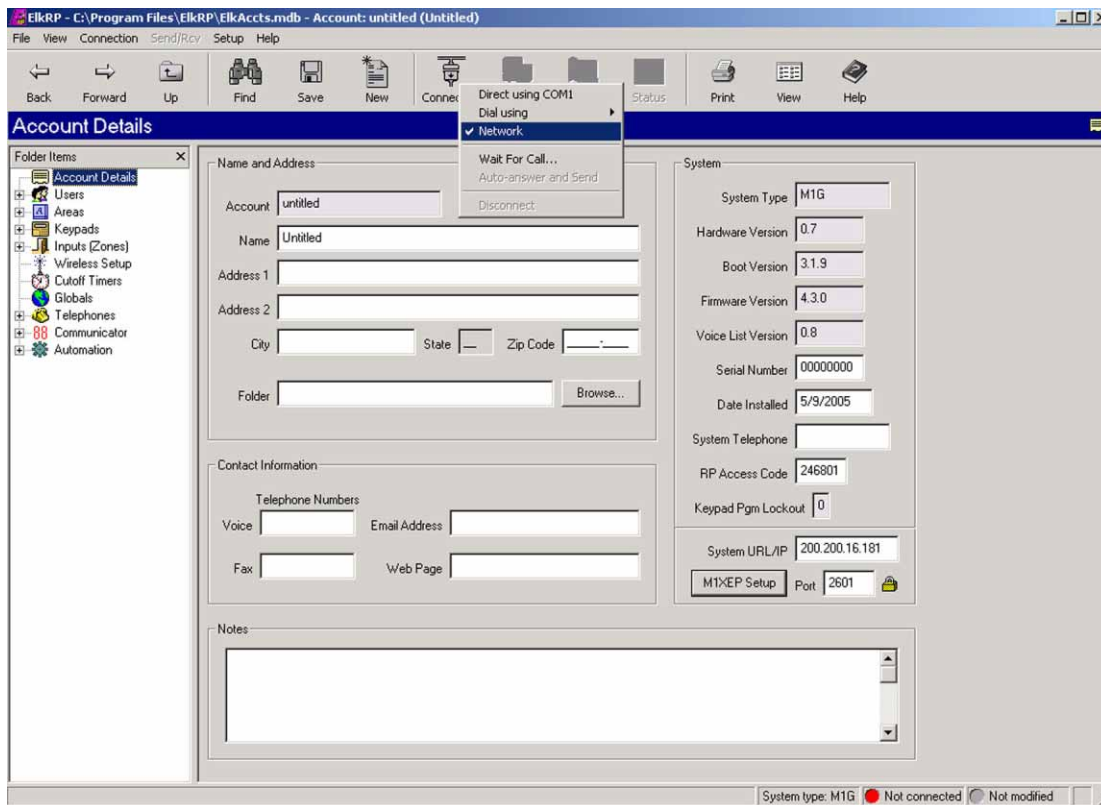 ElkRP - C:\Program Files\ElkRP\ElkAccts.mdb - Account: untitled (Untitled)
File View Connection Send/Rcv Setup Help
Back Forward Up Find Save New Connec Status Print View Help
Direct using COM1
Dial using
Network
Wait For Call...
Auto-answer and Send
Disconnect
Account Details
Folder Items
Account Details
Users
Areas
Keypads
Inputs (Zones)
Wireless Setup
Cutoff Timers
Globals
Telephones
88 Communicator
Automation
Name and Address
Account untitled
Name Untitled
Address 1
Address 2
City State __ Zip Code _____-____
Folder Browse...
Contact Information
Telephone Numbers
Voice Email Address
Fax Web Page
System
System Type M1G
Hardware Version 0.7
Boot Version 3.1.9
Firmware Version 4.3.0
Voice List Version 0.8
Serial Number 00000000
Date Installed 5/9/2005
System Telephone
RP Access Code 246801
Keypad Pgm Lockout 0
System URL/IP 200.200.16.181
M1XEP Setup Port 2601
Notes
System type: M1G Not connected Not modified